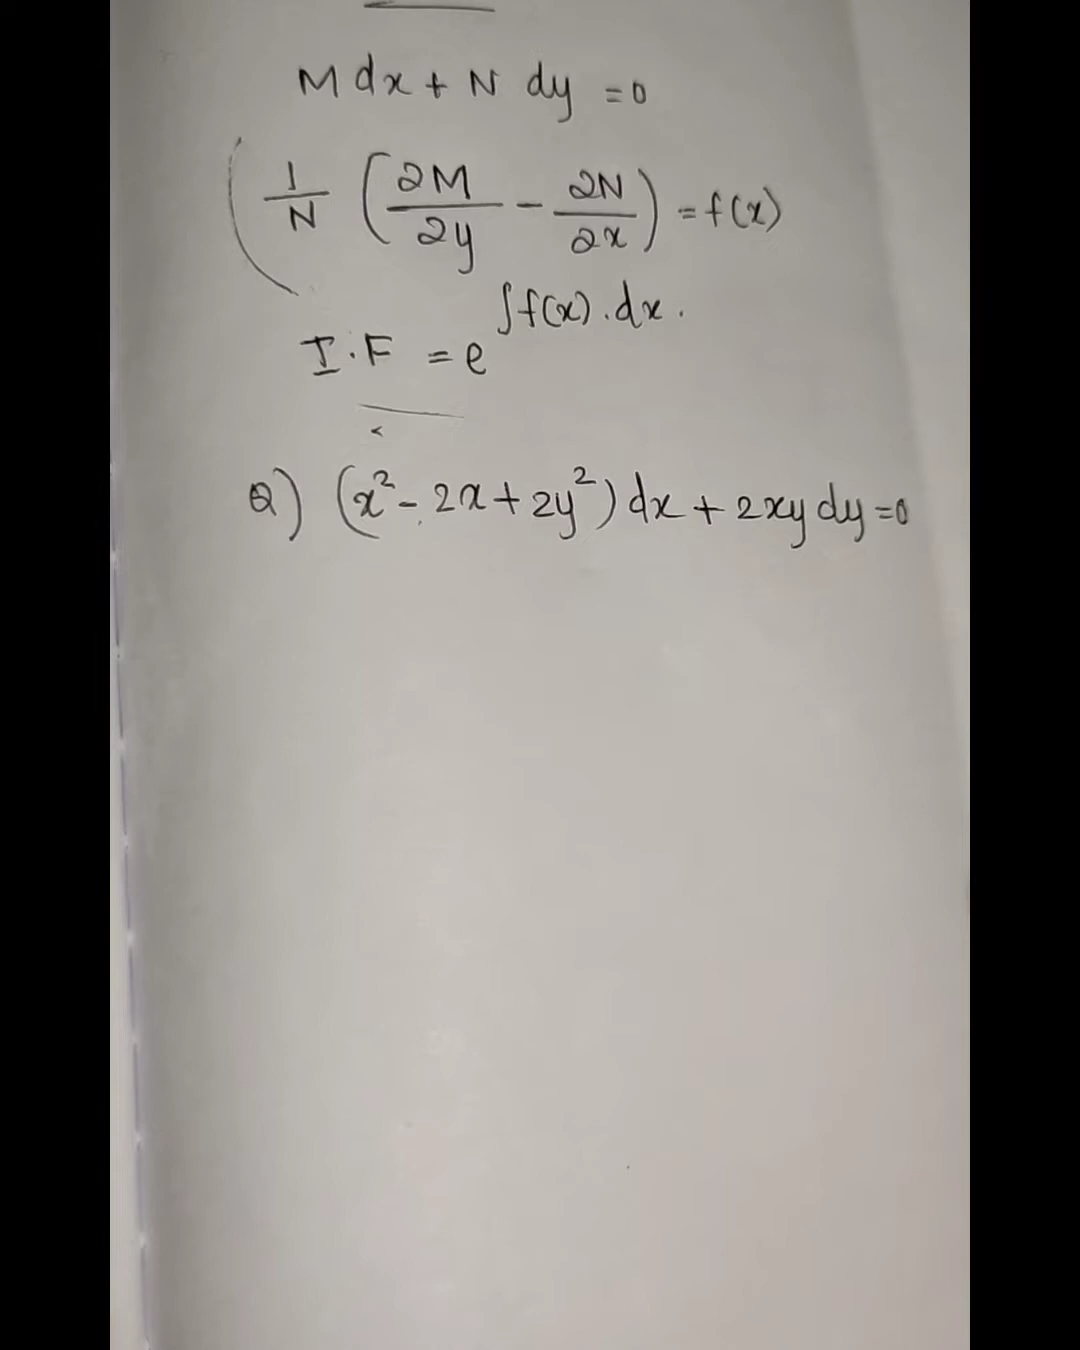 M dx + N dy = 0
1/N (∂M/∂y - ∂N/∂x) = f(x)
I.F = e^∫f(x).dx.
Q) (x² - 2x + 2y²) dx + 2xy dy = 0